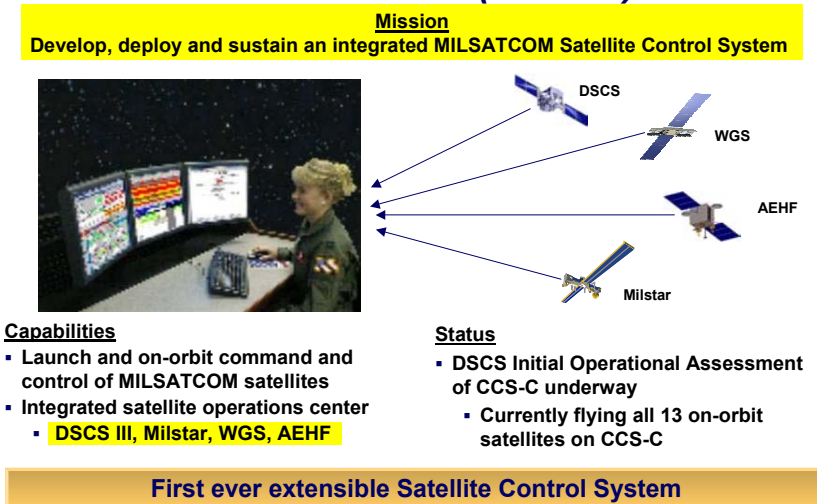 Mission
Develop, deploy and sustain an integrated MILSATCOM Satellite Control System
DSCS
WGS
AEHF
Milstar
Capabilities
▪ Launch and on-orbit command and
control of MILSATCOM satellites
▪ Integrated satellite operations center
▪ DSCS III, Milstar, WGS, AEHF
Status
▪ DSCS Initial Operational Assessment
of CCS-C underway
▪ Currently flying all 13 on-orbit
satellites on CCS-C
First ever extensible Satellite Control System